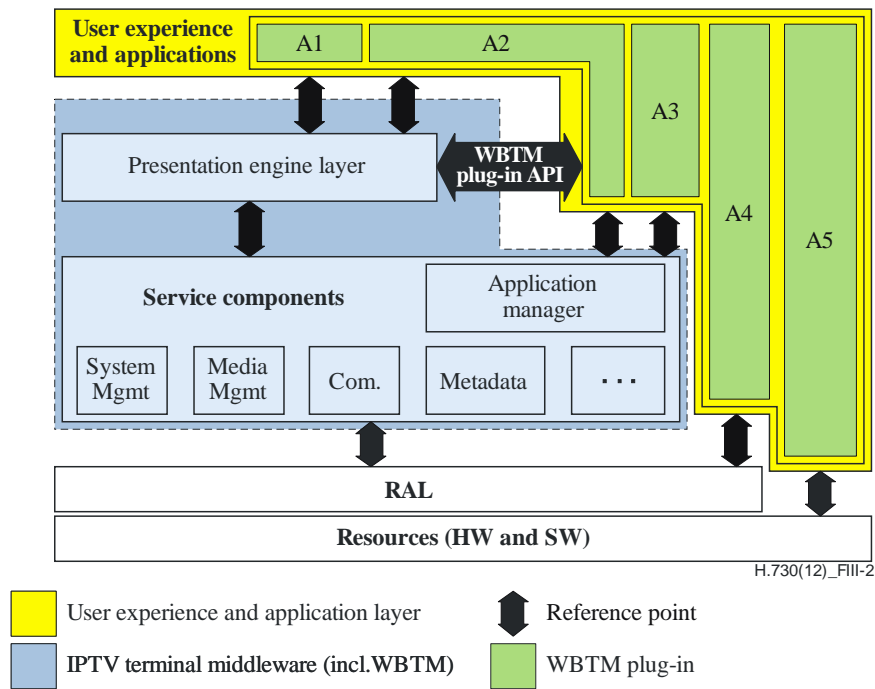 User experience
and applications
A1
A2
A3
A4
A5
Presentation engine layer
WBTM
plug-in API
Service components
Application
manager
System
Mgmt
Media
Mgmt
Com.
Metadata
· · ·
RAL
Resources (HW and SW)
H.730(12)_FIII-2
User experience and application layer
Reference point
IPTV terminal middleware (incl.WBTM)
WBTM plug-in